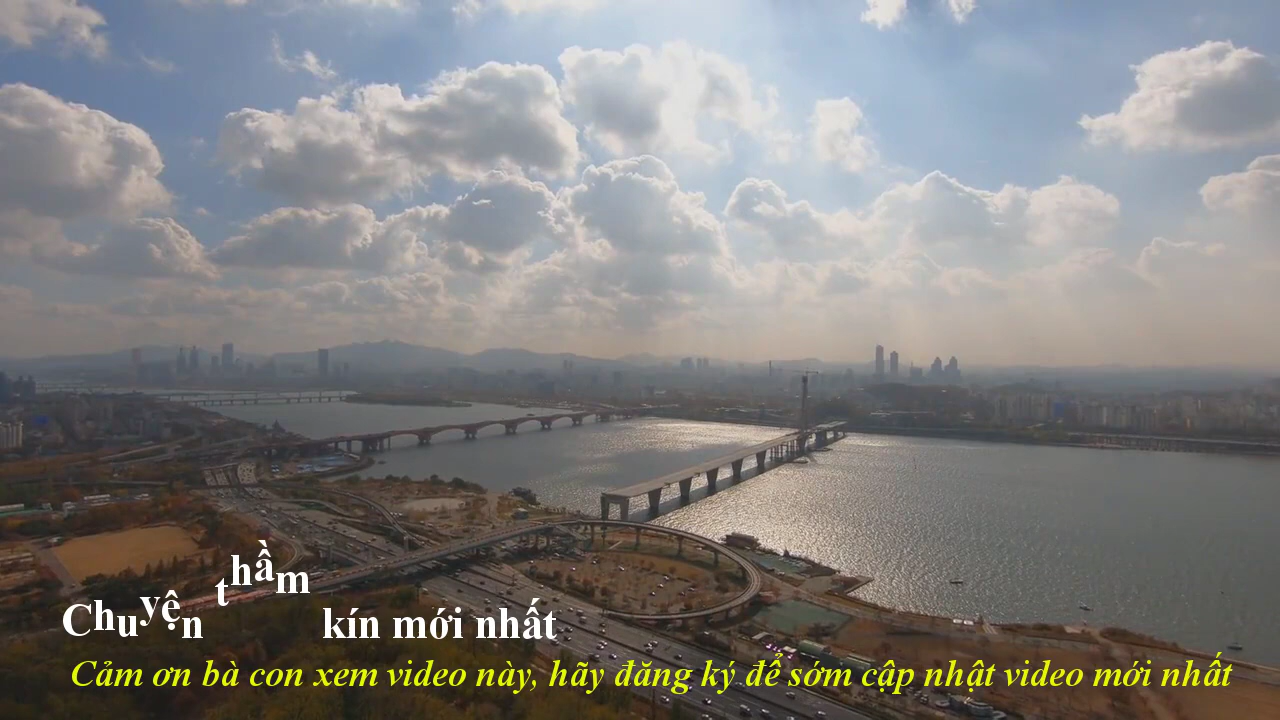 Chuyện thầm kín mới nhất
Cảm ơn bà con xem video này, hãy đăng ký để sớm cập nhật video mới nhất